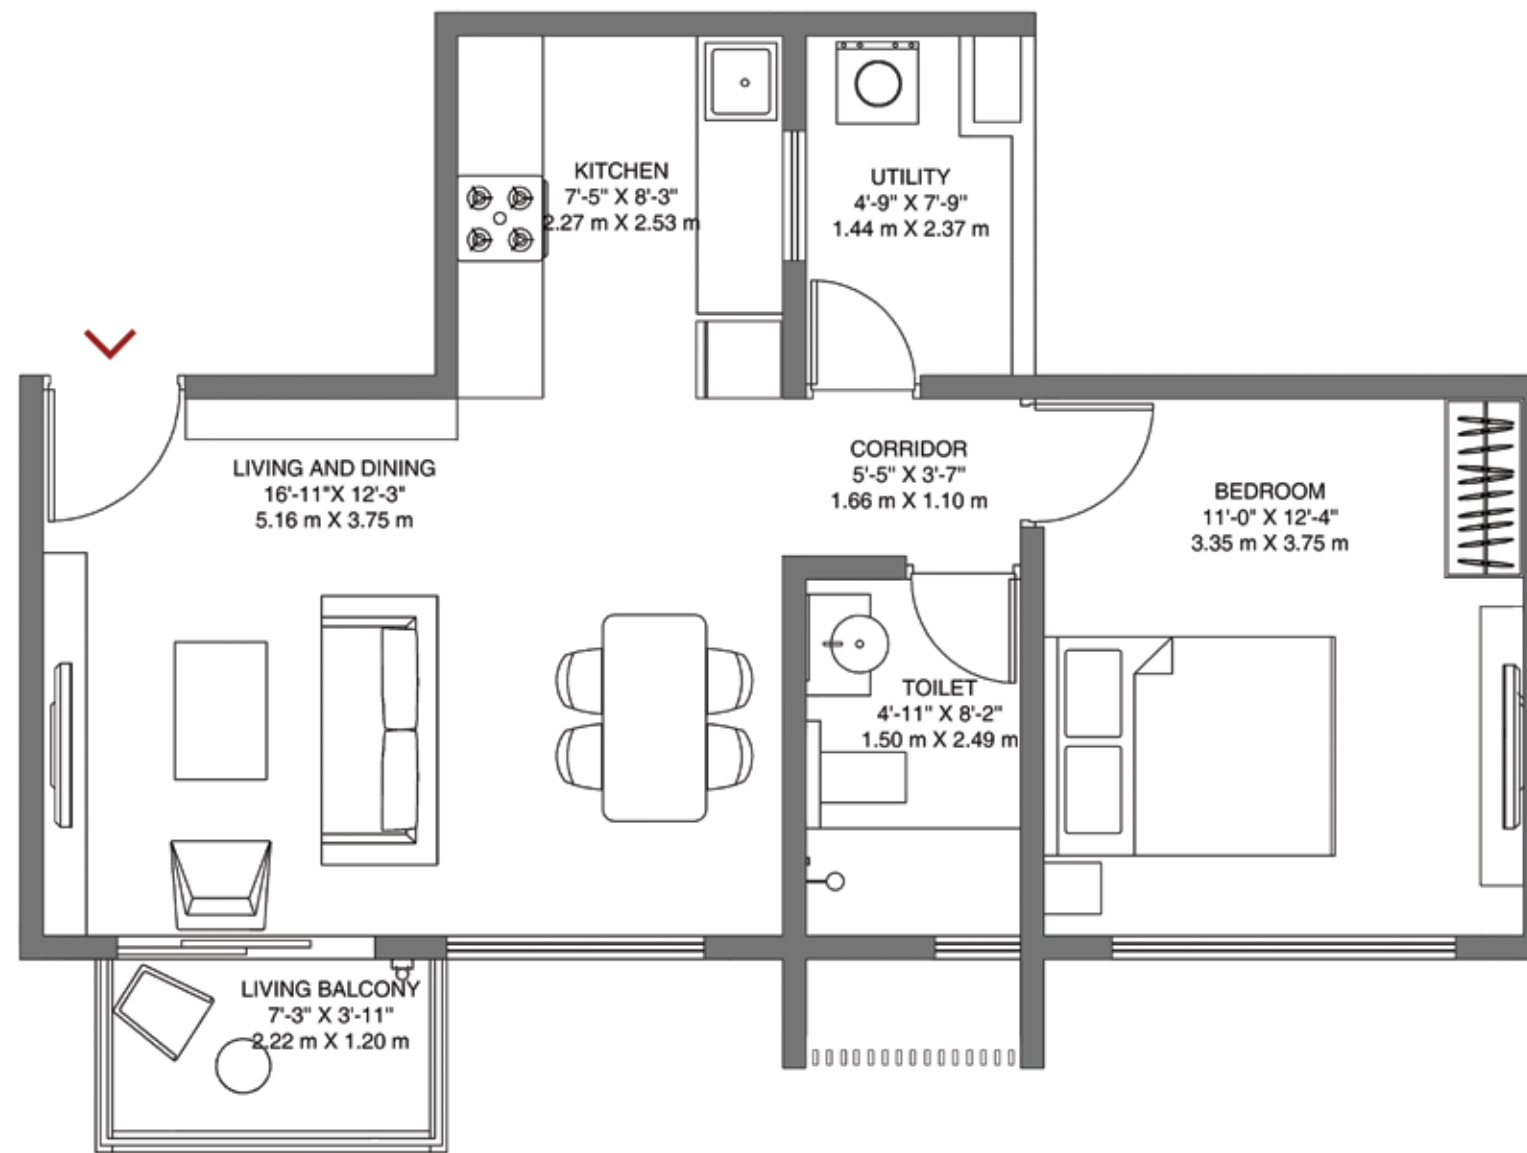 KITCHEN
7'-5" X 8'-3"
2.27 m X 2.53 m
UTILITY
4'-9" X 7'-9"
1.44 m X 2.37 m
LIVING AND DINING
16'-11"X 12'-3"
5.16 m X 3.75 m
CORRIDOR
5'-5" X 3'-7"
1.66 m X 1.10 m
BEDROOM
11'-0" X 12'-4"
3.35 m X 3.75 m
TOILET
4'-11" X 8'-2"
1.50 m X 2.49 m
LIVING BALCONY
7'-3" X 3'-11"
2.22 m X 1.20 m